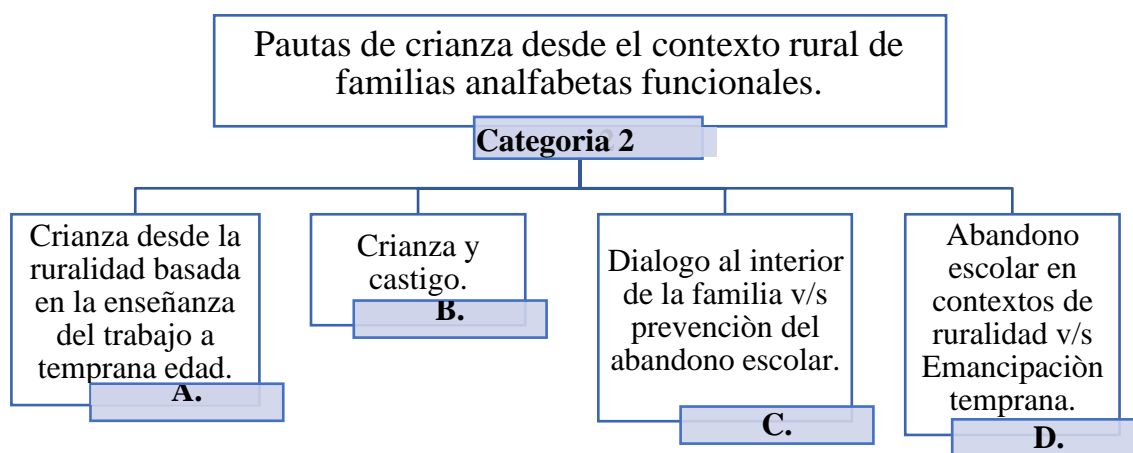 Pautas de crianza desde el contexto rural de
familias analfabetas funcionales.
Categoria 2
Crianza desde la
ruralidad basada
en la enseñanza
del trabajo a
temprana edad.
A.
Crianza y
castigo.
B.
Dialogo al interior
de la familia v/s
prevenciòn del
abandono escolar.
C.
Abandono
escolar en
contextos de
ruralidad v/s
Emancipaciòn
temprana.
D.